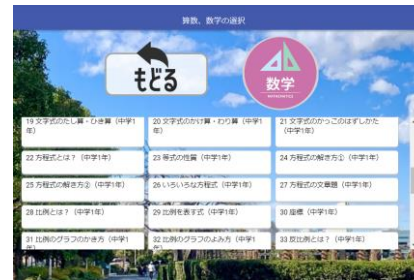 算数，数学の選択
もどる
数学
MATHEMATICS
19 文字式のたし算・ひき算（中学1
年）
20 文字式のかけ算・わり算（中学1
年）
21 文字式のかっこのはずしかた
（中学1年）
22 方程式とは？（中学1年）
23 等式の性質（中学1年）
24 方程式の解き方①（中学1年）
25 方程式の解き方②（中学1年）
26 いろいろな方程式（中学1年）
27 方程式の文章題（中学1年）
28 比例とは？（中学1年）
29 比例を表す式（中学1年）
30 座標（中学1年）
31 比例のグラフのかき方（中学1
年）
32 比例のグラフのよみ方（中学1
年）
33 反比例とは？（中学1年）